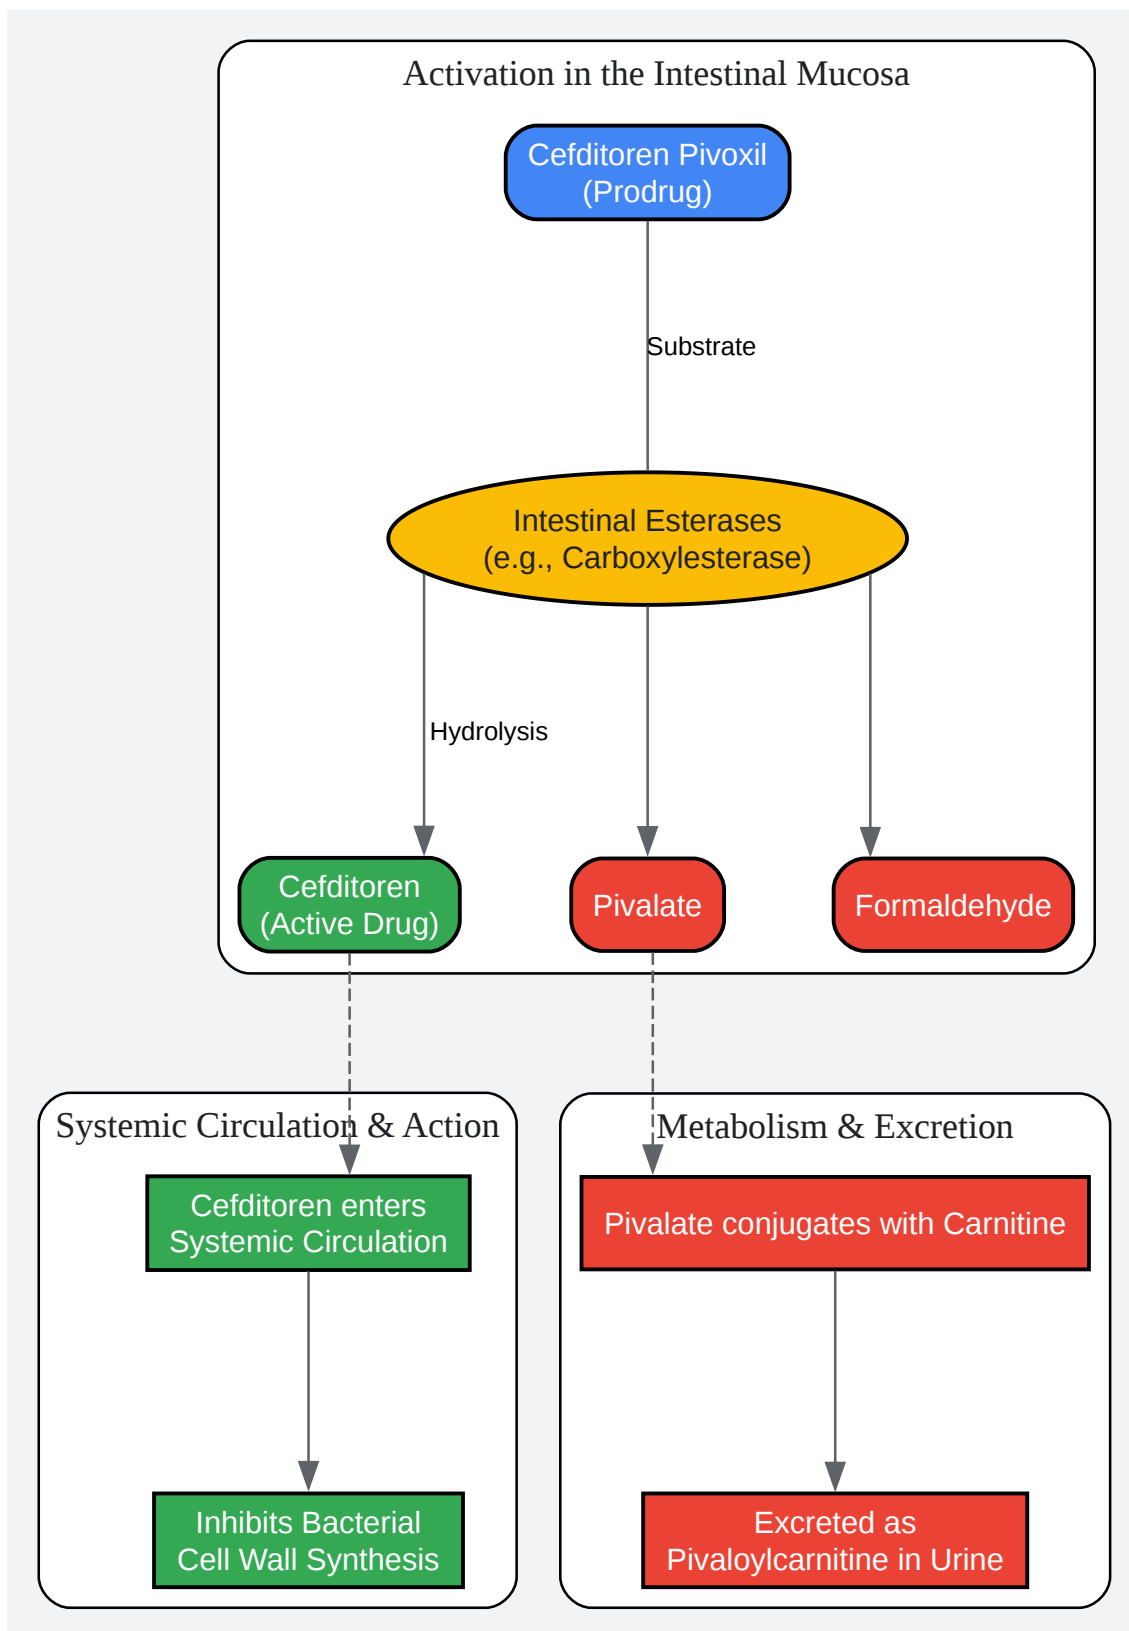 Activation in the Intestinal Mucosa
Cefditoren Pivoxil
(Prodrug)
Substrate
Intestinal Esterases
(e.g., Carboxylesterase)
Hydrolysis
Cefditoren
(Active Drug)
Pivalate
Formaldehyde
Systemic Circulation & Action
Cefditoren enters
Systemic Circulation
Inhibits Bacterial
Cell Wall Synthesis
Metabolism & Excretion
Pivalate conjugates with Carnitine
Excreted as
Pivaloylcarnitine in Urine